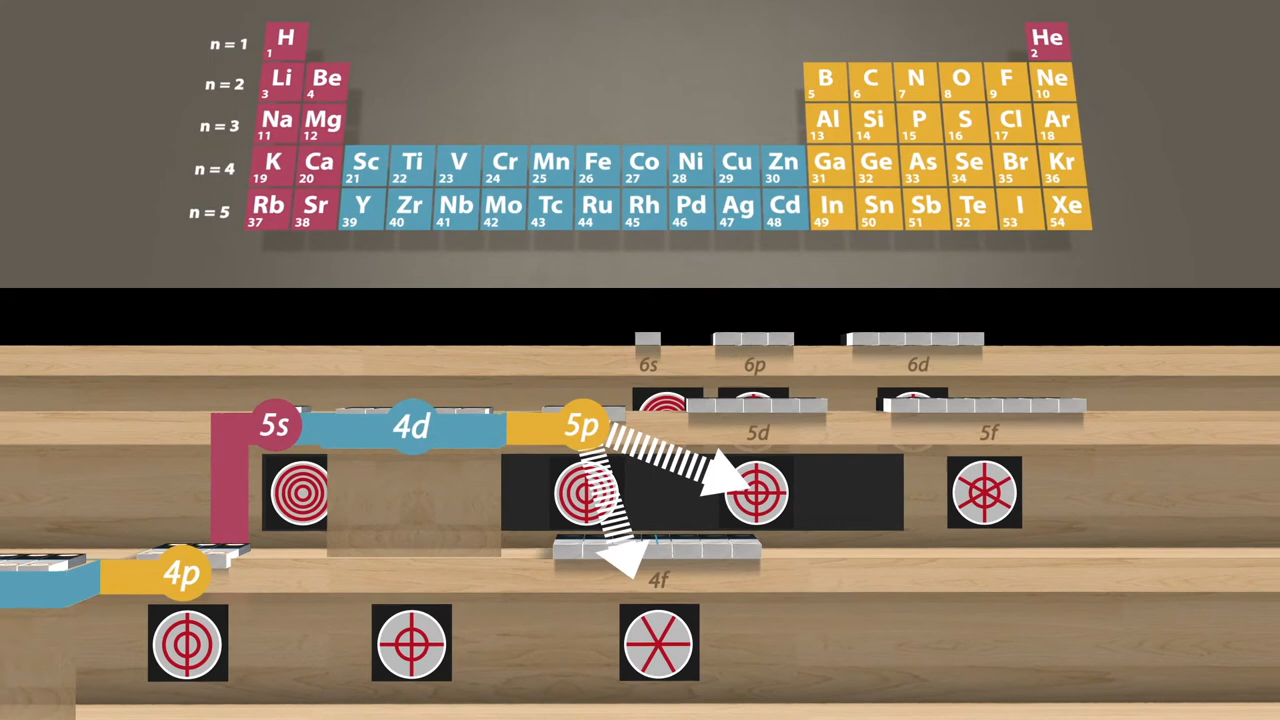 n = 1 H 1 He 2
n = 2 Li 3 Be 4 B 5 C 6 N 7 O 8 F 9 Ne 10
n = 3 Na 11 Mg 12 Al 13 Si 14 P 15 S 16 Cl 17 Ar 18
n = 4 K 19 Ca 20 Sc 21 Ti 22 V 23 Cr 24 Mn 25 Fe 26 Co 27 Ni 28 Cu 29 Zn 30 Ga 31 Ge 32 As 33 Se 34 Br 35 Kr 36
n = 5 Rb 37 Sr 38 Y 39 Zr 40 Nb 41 Mo 42 Tc 43 Ru 44 Rh 45 Pd 46 Ag 47 Cd 48 In 49 Sn 50 Sb 51 Te 52 I 53 Xe 54
6s 6p 6d
5s 4d 5p 5d 5f
4p 4f